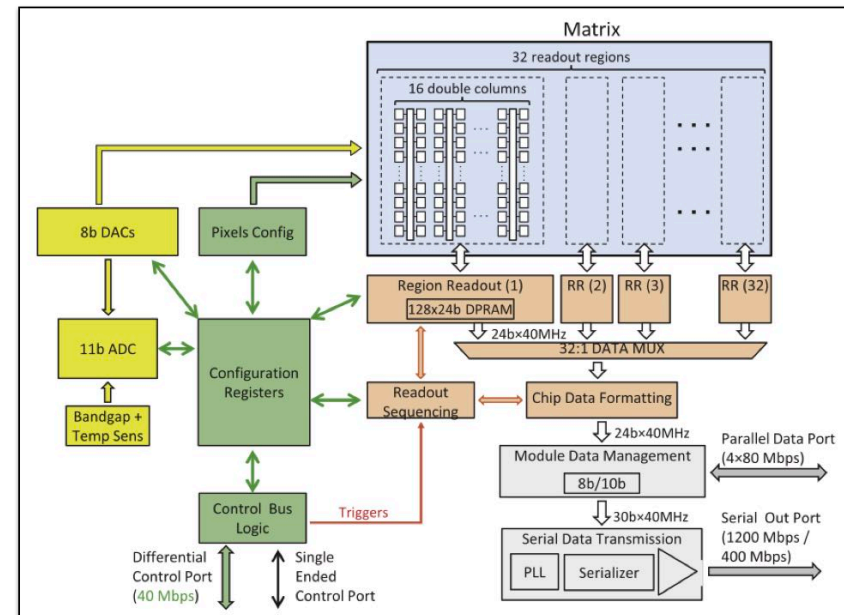 Matrix
32 readout regions
16 double columns
8b DACs
Pixels Config
Region Readout (1)
128x24b DPRAM
RR (2)
RR (3)
RR (32)
24b×40MHz
32:1 DATA MUX
11b ADC
Configuration
Registers
Readout
Sequencing
Chip Data Formatting
Bandgap +
Temp Sens
24b×40MHz
Module Data Management
8b/10b
Parallel Data Port
(4×80 Mbps)
Control Bus
Logic
Triggers
30b×40MHz
Serial Data Transmission
PLL
Serializer
Serial Out Port
(1200 Mbps /
400 Mbps)
Differential
Control Port
(40 Mbps)
Single
Ended
Control Port